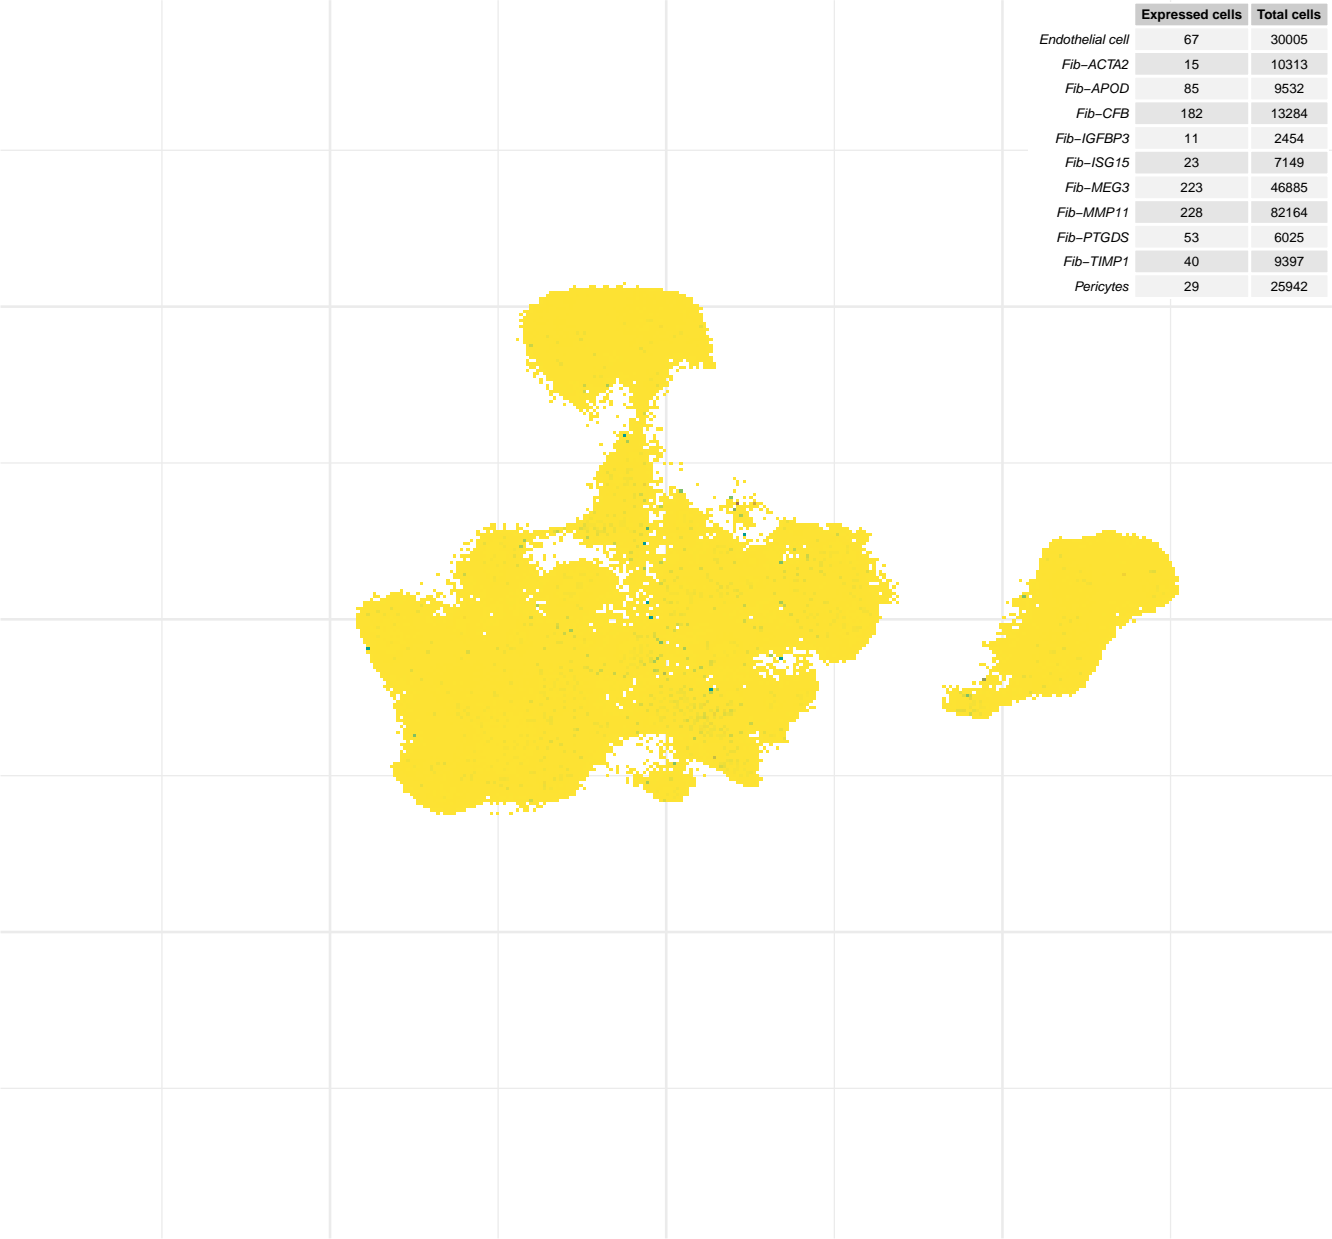 Expressed cells Total cells
Endothelial cell 67 30005
Fib−ACTA2 15 10313
Fib−APOD 85 9532
Fib−CFB 182 13284
Fib−IGFBP3 11 2454
Fib−ISG15 23 7149
Fib−MEG3 223 46885
Fib−MMP11 228 82164
Fib−PTGDS 53 6025
Fib−TIMP1 40 9397
Pericytes 29 25942